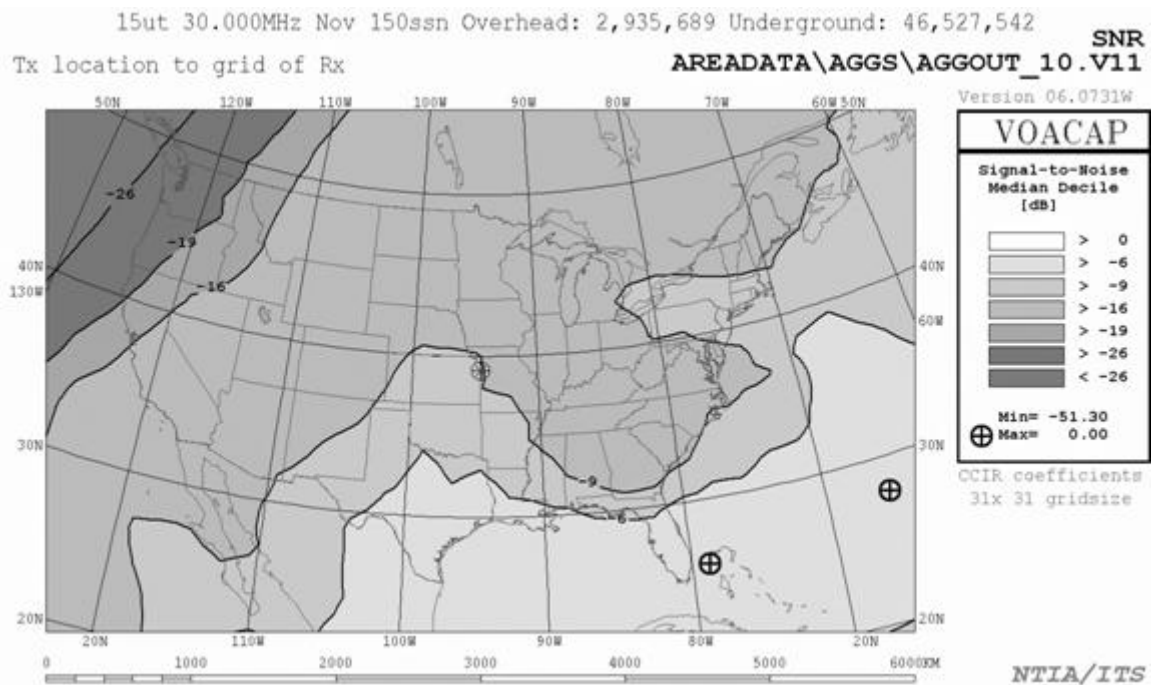 15ut 30.000MHz Nov 150ssn Overhead: 2,935,689 Underground: 46,527,542
SNR
Tx location to grid of Rx
AREADATA\AGGS\AGGOUT_10.V11
Version 06.0731W
50N 120W 110W 100W 90W 80W 70W 60W 50N
VOACAP
Signal-to-Noise
Median Decile
[dB]
> 0
> -6
> -9
> -16
> -19
> -26
< -26
Min= -51.30
Max= 0.00
CCIR coefficients
31x 31 gridsize
-26
-19
-16
-9
-6
40N
130W
30N
20N
40N
60W
30N
20N
20N 110W 100W 90W 80W 20N
0 1000 2000 3000 4000 5000 6000KM
NTIA/ITS